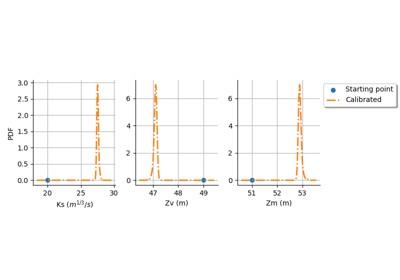 Starting point
Calibrated
PDF
3.0
2.5
2.0
1.5
1.0
0.5
0.0
20 25 30
Ks (m^{1/3}/s)
6
4
2
0
47 48 49
Zv (m)
6
4
2
0
51 52 53
Zm (m)